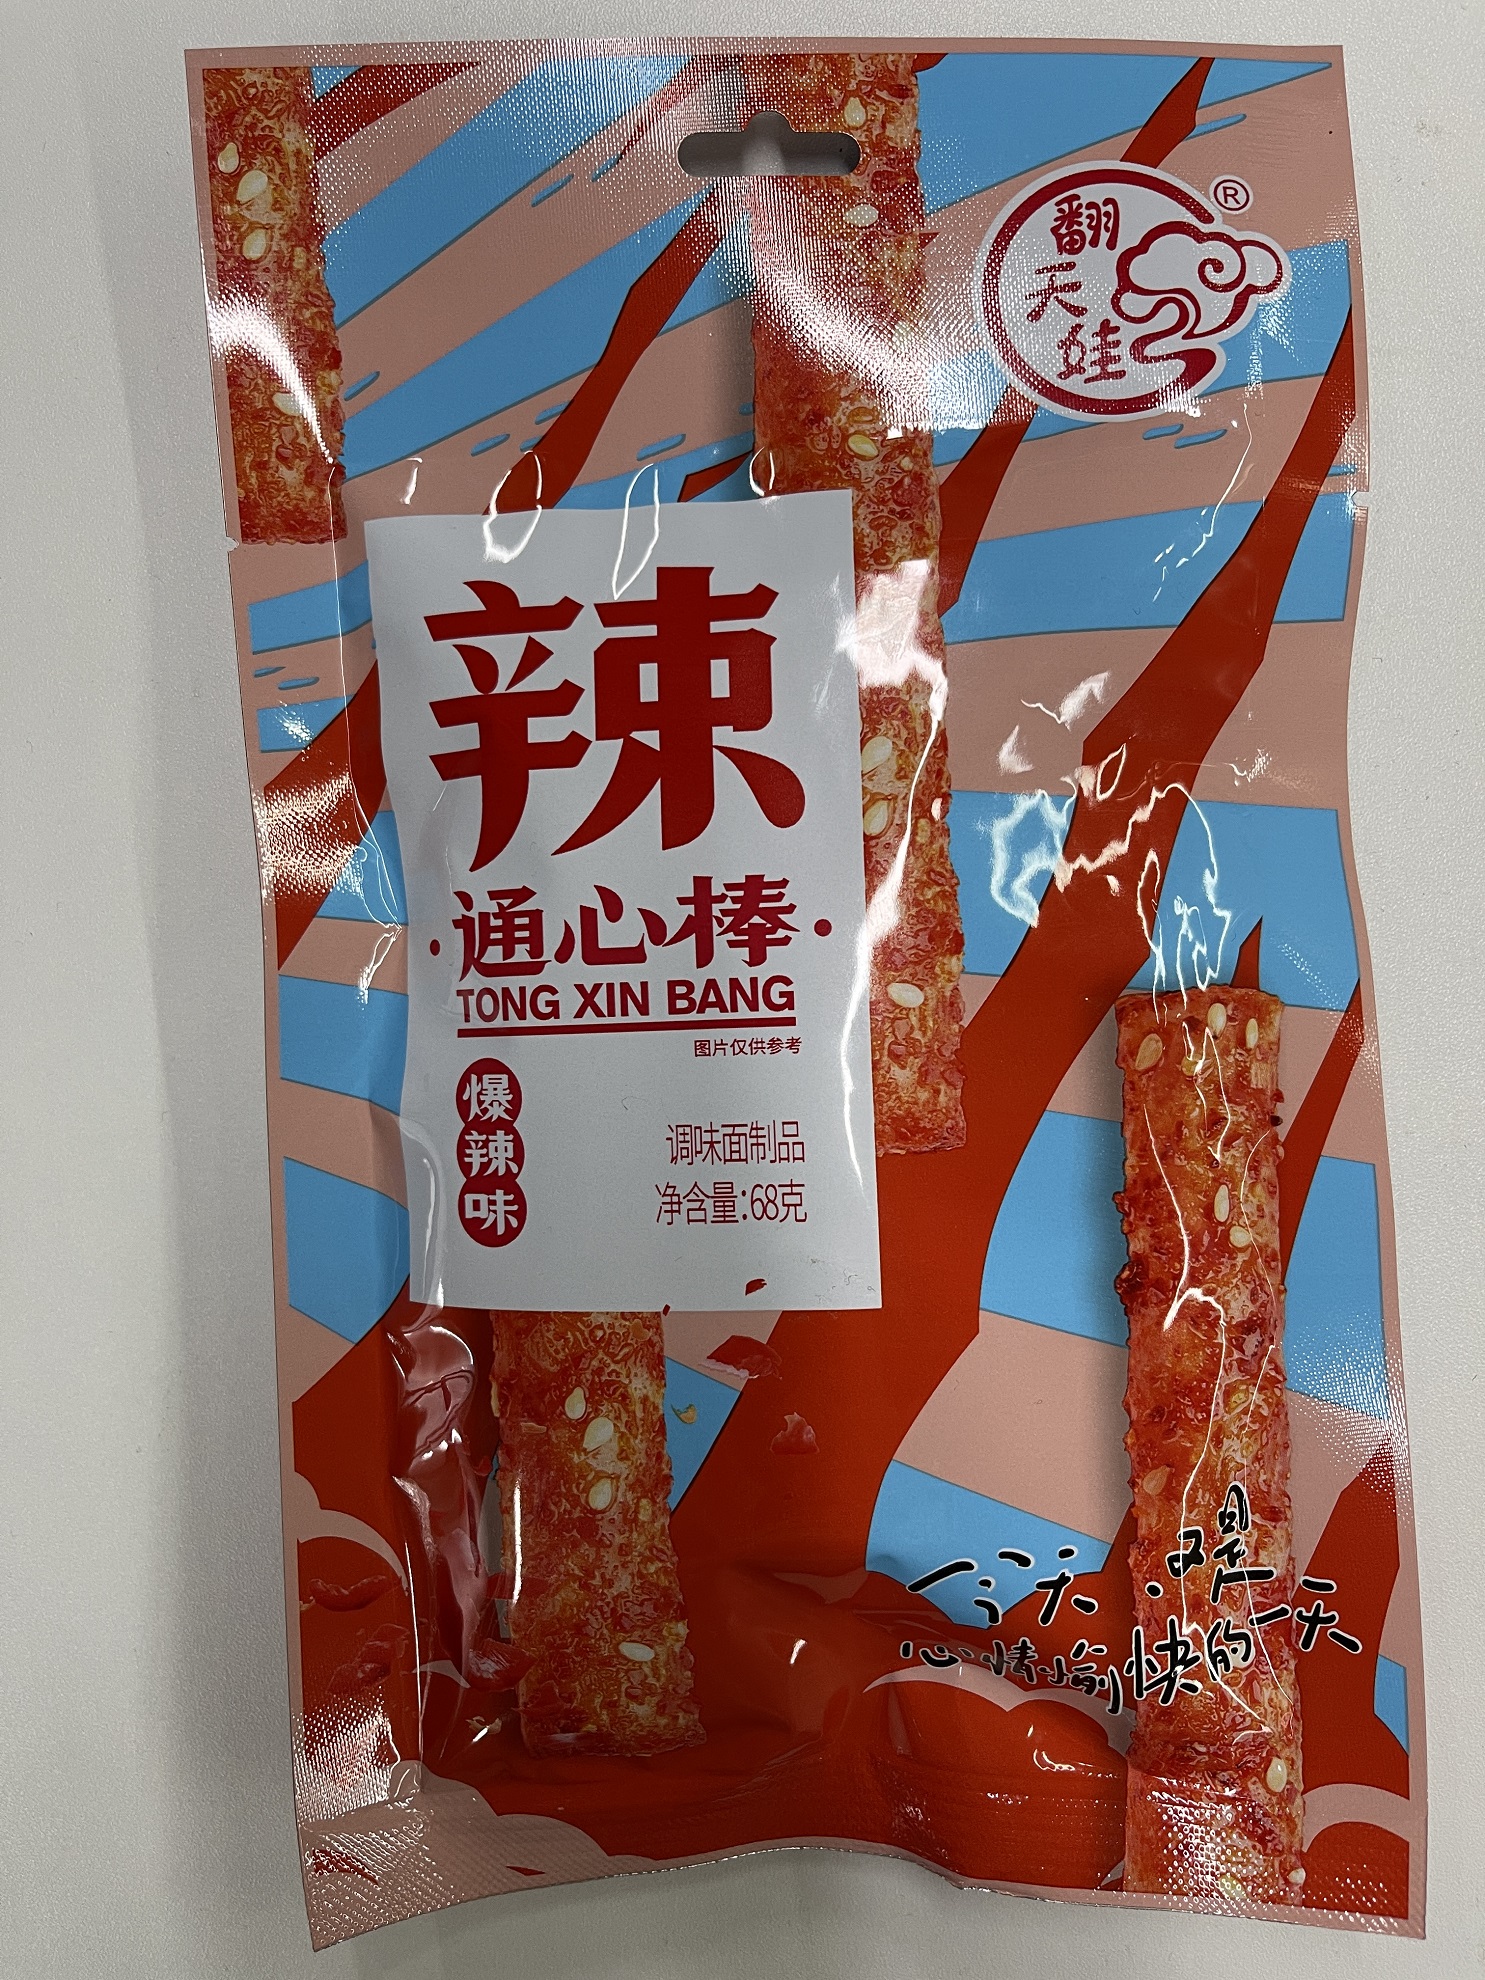 翻天娃®
辣
·通心棒·
TONG XIN BANG
图片仅供参考
爆辣味
调味面制品
净含量:68克
今天·又是一天
心情愉快的